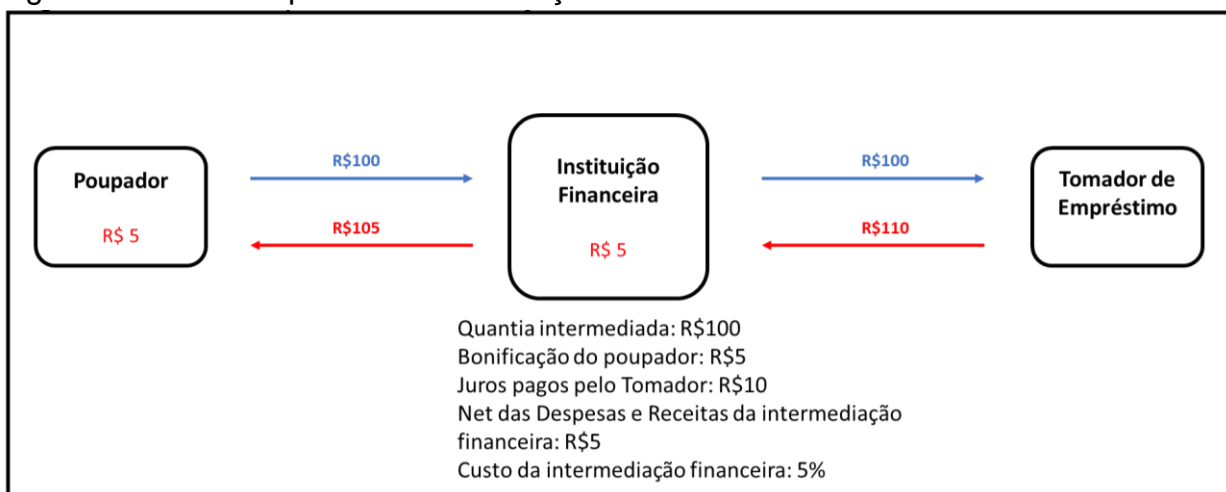 Poupador
R$ 5
R$100
R$105
Instituição
Financeira
R$ 5
R$100
R$110
Tomador de
Empréstimo
Quantia intermediada: R$100
Bonificação do poupador: R$5
Juros pagos pelo Tomador: R$10
Net das Despesas e Receitas da intermediação
financeira: R$5
Custo da intermediação financeira: 5%